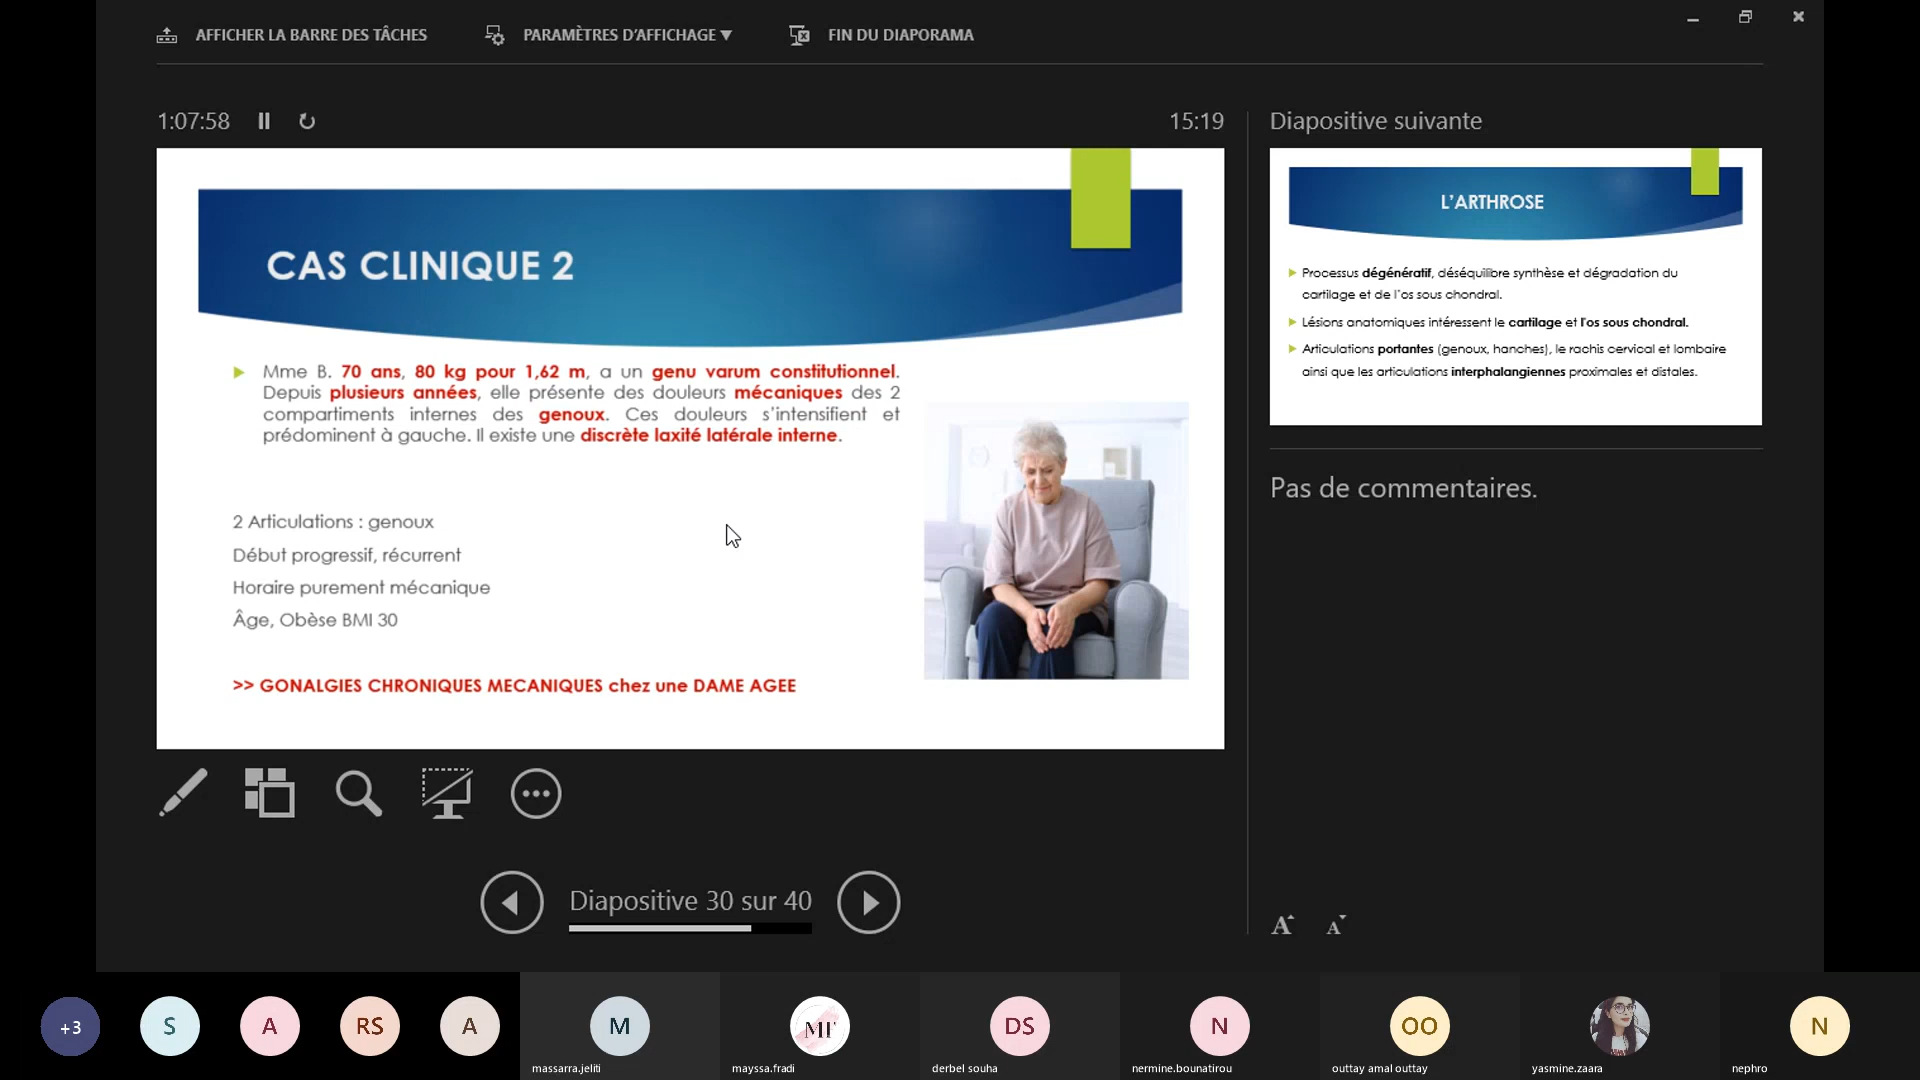 AFFICHER LA BARRE DES TÂCHES
PARAMÈTRES D'AFFICHAGE ▼
FIN DU DIAPORAMA
1:07:58
15:19
CAS CLINIQUE 2
Mme B. 70 ans, 80 kg pour 1,62 m, a un genu varum constitutionnel.
Depuis plusieurs années, elle présente des douleurs mécaniques des 2
compartiments internes des genoux. Ces douleurs s'intensifient et
prédominent à gauche. Il existe une discrète laxité latérale interne.
2 Articulations : genoux
Début progressif, récurrent
Horaire purement mécanique
Âge, Obèse BMI 30
>> GONALGIES CHRONIQUES MECANIQUES chez une DAME AGEE
Diapositive suivante
L'ARTHROSE
Processus dégénératif, déséquilibre synthèse et dégradation du
cartilage et de l'os sous chondral.
Lésions anatomiques intéressent le cartilage et l'os sous chondral.
Articulations portantes (genoux, hanches), le rachis cervical et lombaire
ainsi que les articulations interphalangiennes proximales et distales.
Pas de commentaires.
Diapositive 30 sur 40
A A
+3
S
A
RS
A
M
MF
DS
N
OO
N
massarra.jeliti
mayssa.fradi
derbel souha
nermine.bounatirou
outtay amal outtay
yasmine.zaara
nephro